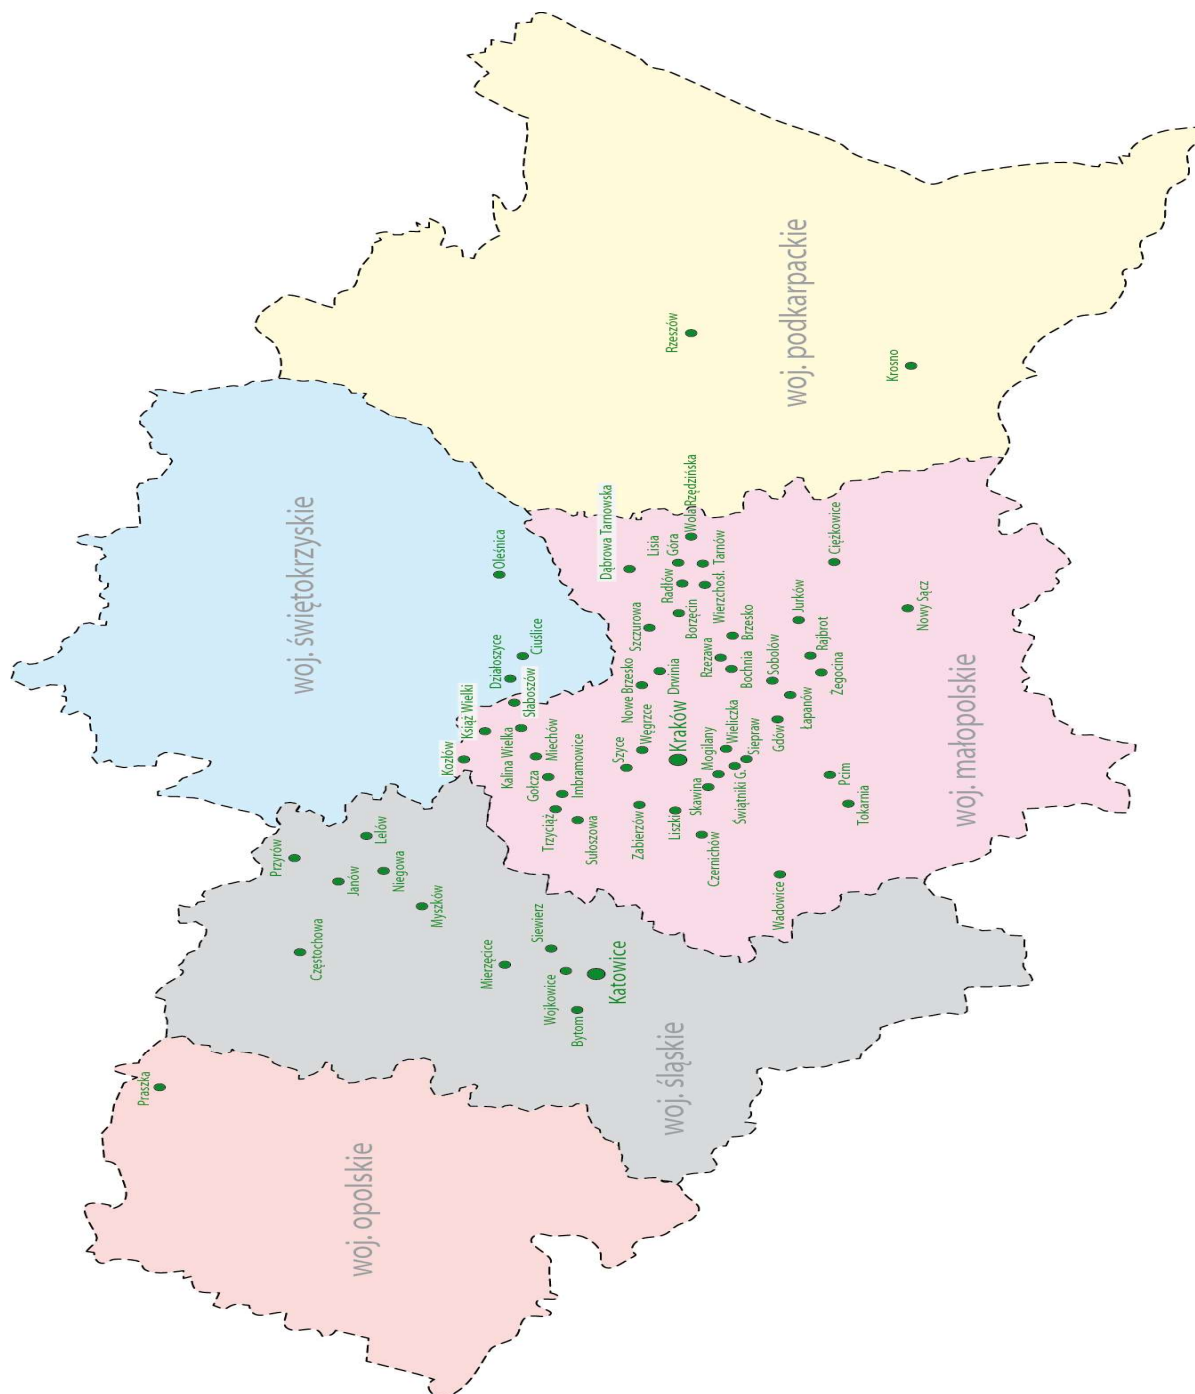 woj. opolskie
Praszka
woj. śląskie
Częstochowa
Przyrów
Janów
Lelów
Niegowa
Myszków
Mierzęcice
Siewierz
Wojkowice
Bytom
Katowice
woj. świętokrzyskie
Oleśnica
Działoszyce
Ciuślice
woj. małopolskie
Kozłów
Książ Wielki
Słaboszów
Kalina Wielka
Miechów
Gołcza
Imbramowice
Trzyciąż
Sułoszowa
Szyce
Węgrzce
Zabierzów
Kraków
Liszki
Czernichów
Skawina
Mogilany
Świątniki G.
Wieliczka
Siepraw
Wadowice
Tokarnia
Pcim
Gdów
Łapanów
Sobolów
Żegocina
Rajbrot
Jurków
Nowe Brzesko
Drwinia
Szczurowa
Rzezawa
Bochnia
Brzesko
Borzęcin
Radłów
Wierzchosł.
Dąbrowa Tarnowska
Lisia
Góra
Tarnów
Wola Rzędzińska
Ciężkowice
Nowy Sącz
woj. podkarpackie
Rzeszów
Krosno